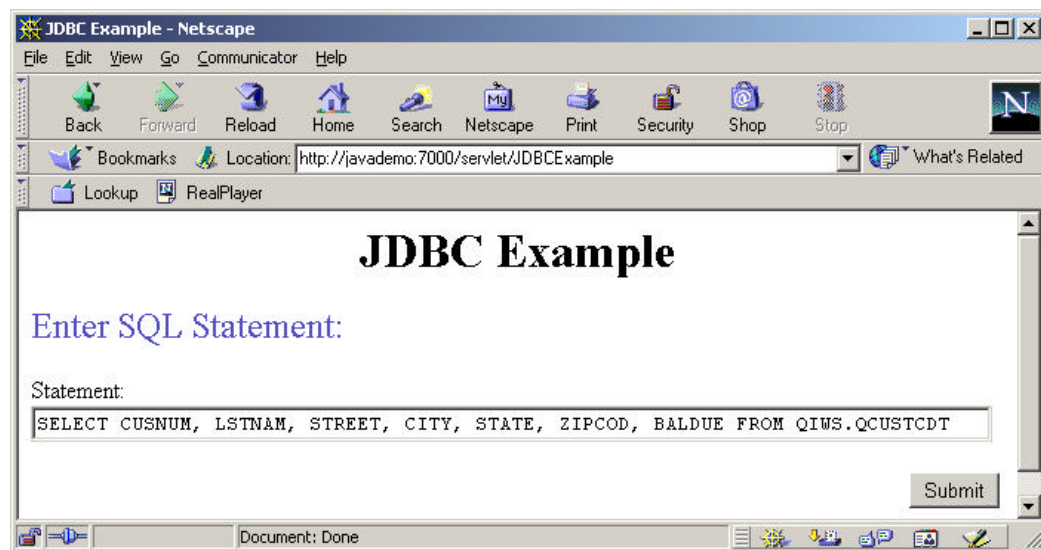 JDBC Example - Netscape
File Edit View Go Communicator Help
Back Forward Reload Home Search Netscape Print Security Shop Stop
My
N
Bookmarks Location: http://javademo:7000/servlet/JDBCExample What's Related
Lookup RealPlayer
JDBC Example
Enter SQL Statement:
Statement:
SELECT CUSNUM, LSTNAM, STREET, CITY, STATE, ZIPCOD, BALDUE FROM QIWS.QCUSTCDT
Submit
Document: Done